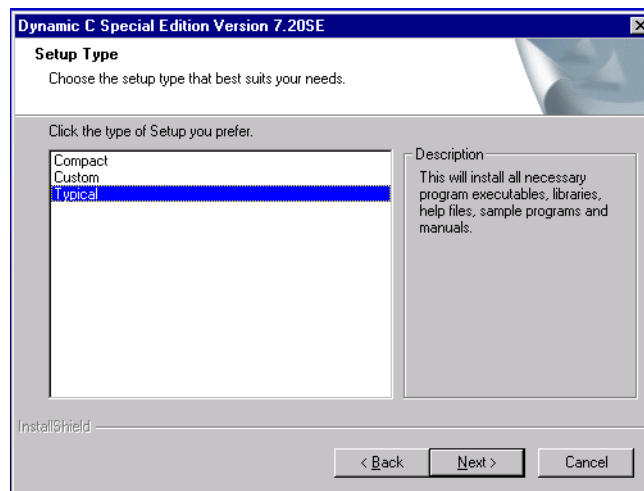 Dynamic C Special Edition Version 7.20SE
Setup Type
Choose the setup type that best suits your needs.
Click the type of Setup you prefer.
Compact
Custom
Typical
Description
This will install all necessary
program executables, libraries,
help files, sample programs and
manuals.
InstallShield
< Back
Next >
Cancel